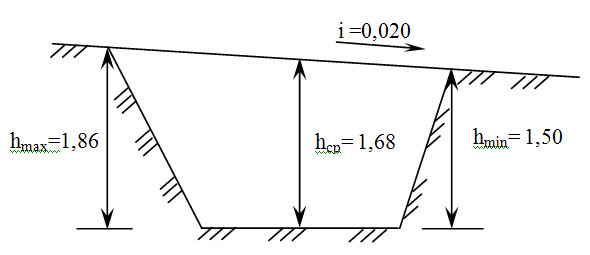 i=0,020
hmax=1,86
hср= 1,68
hmin= 1,50